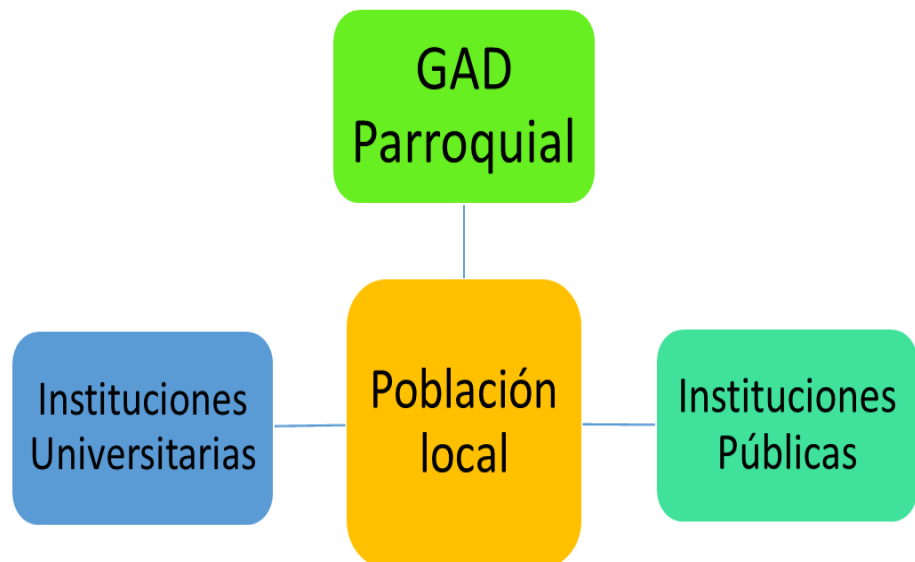 GAD
Parroquial
Instituciones
Universitarias
Población
local
Instituciones
Públicas